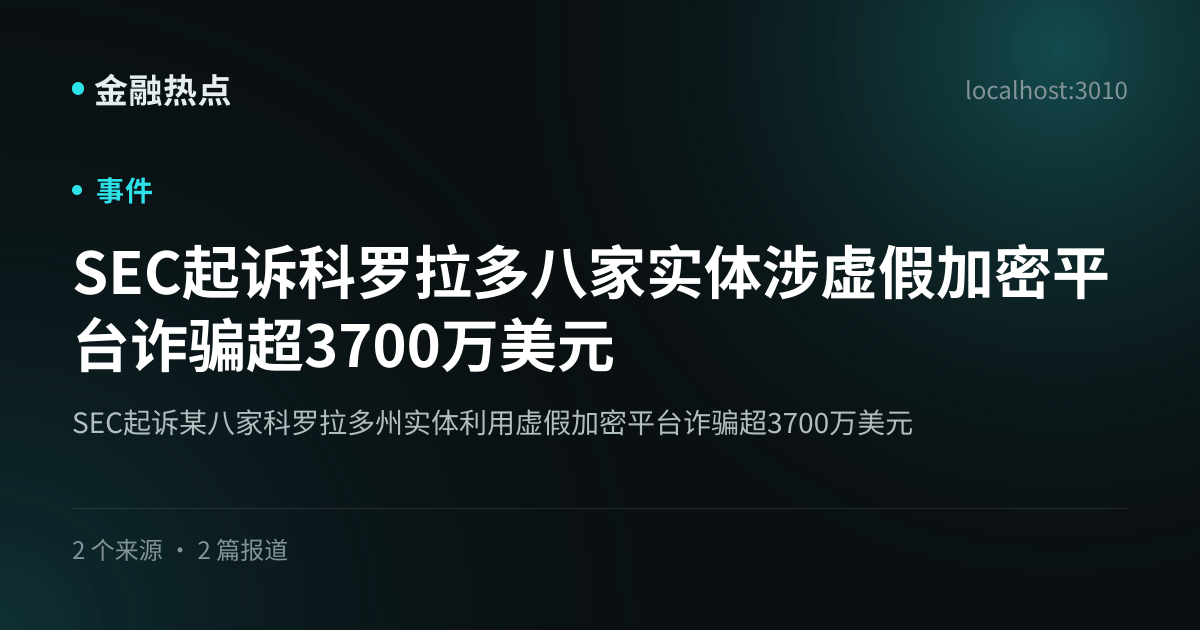 金融热点
localhost:3010
事件
SEC起诉科罗拉多八家实体涉虚假加密平
台诈骗超3700万美元
SEC起诉某八家科罗拉多州实体利用虚假加密平台诈骗超3700万美元
2 个来源 · 2 篇报道